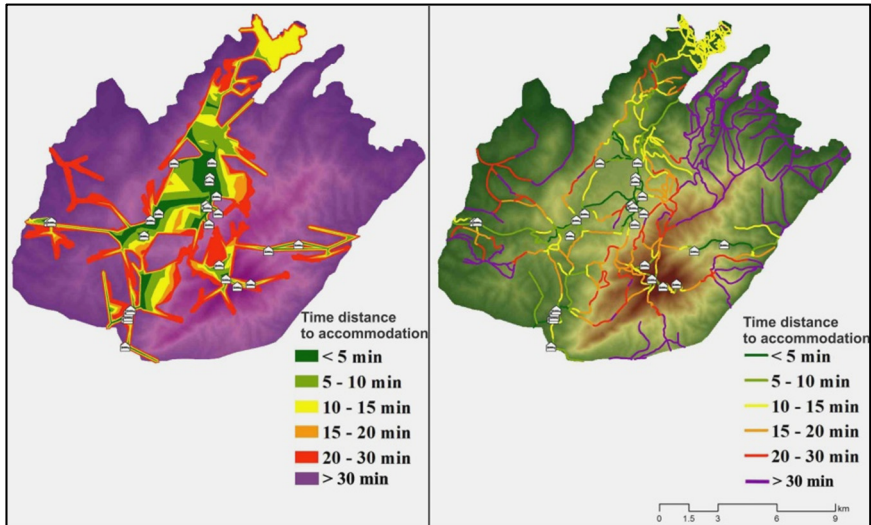 Time distance
to accommodation
< 5 min
5 - 10 min
10 - 15 min
15 - 20 min
20 - 30 min
> 30 min
Time distance
to accommodation
< 5 min
5 - 10 min
10 - 15 min
15 - 20 min
20 - 30 min
> 30 min
km
0 1.5 3 6 9